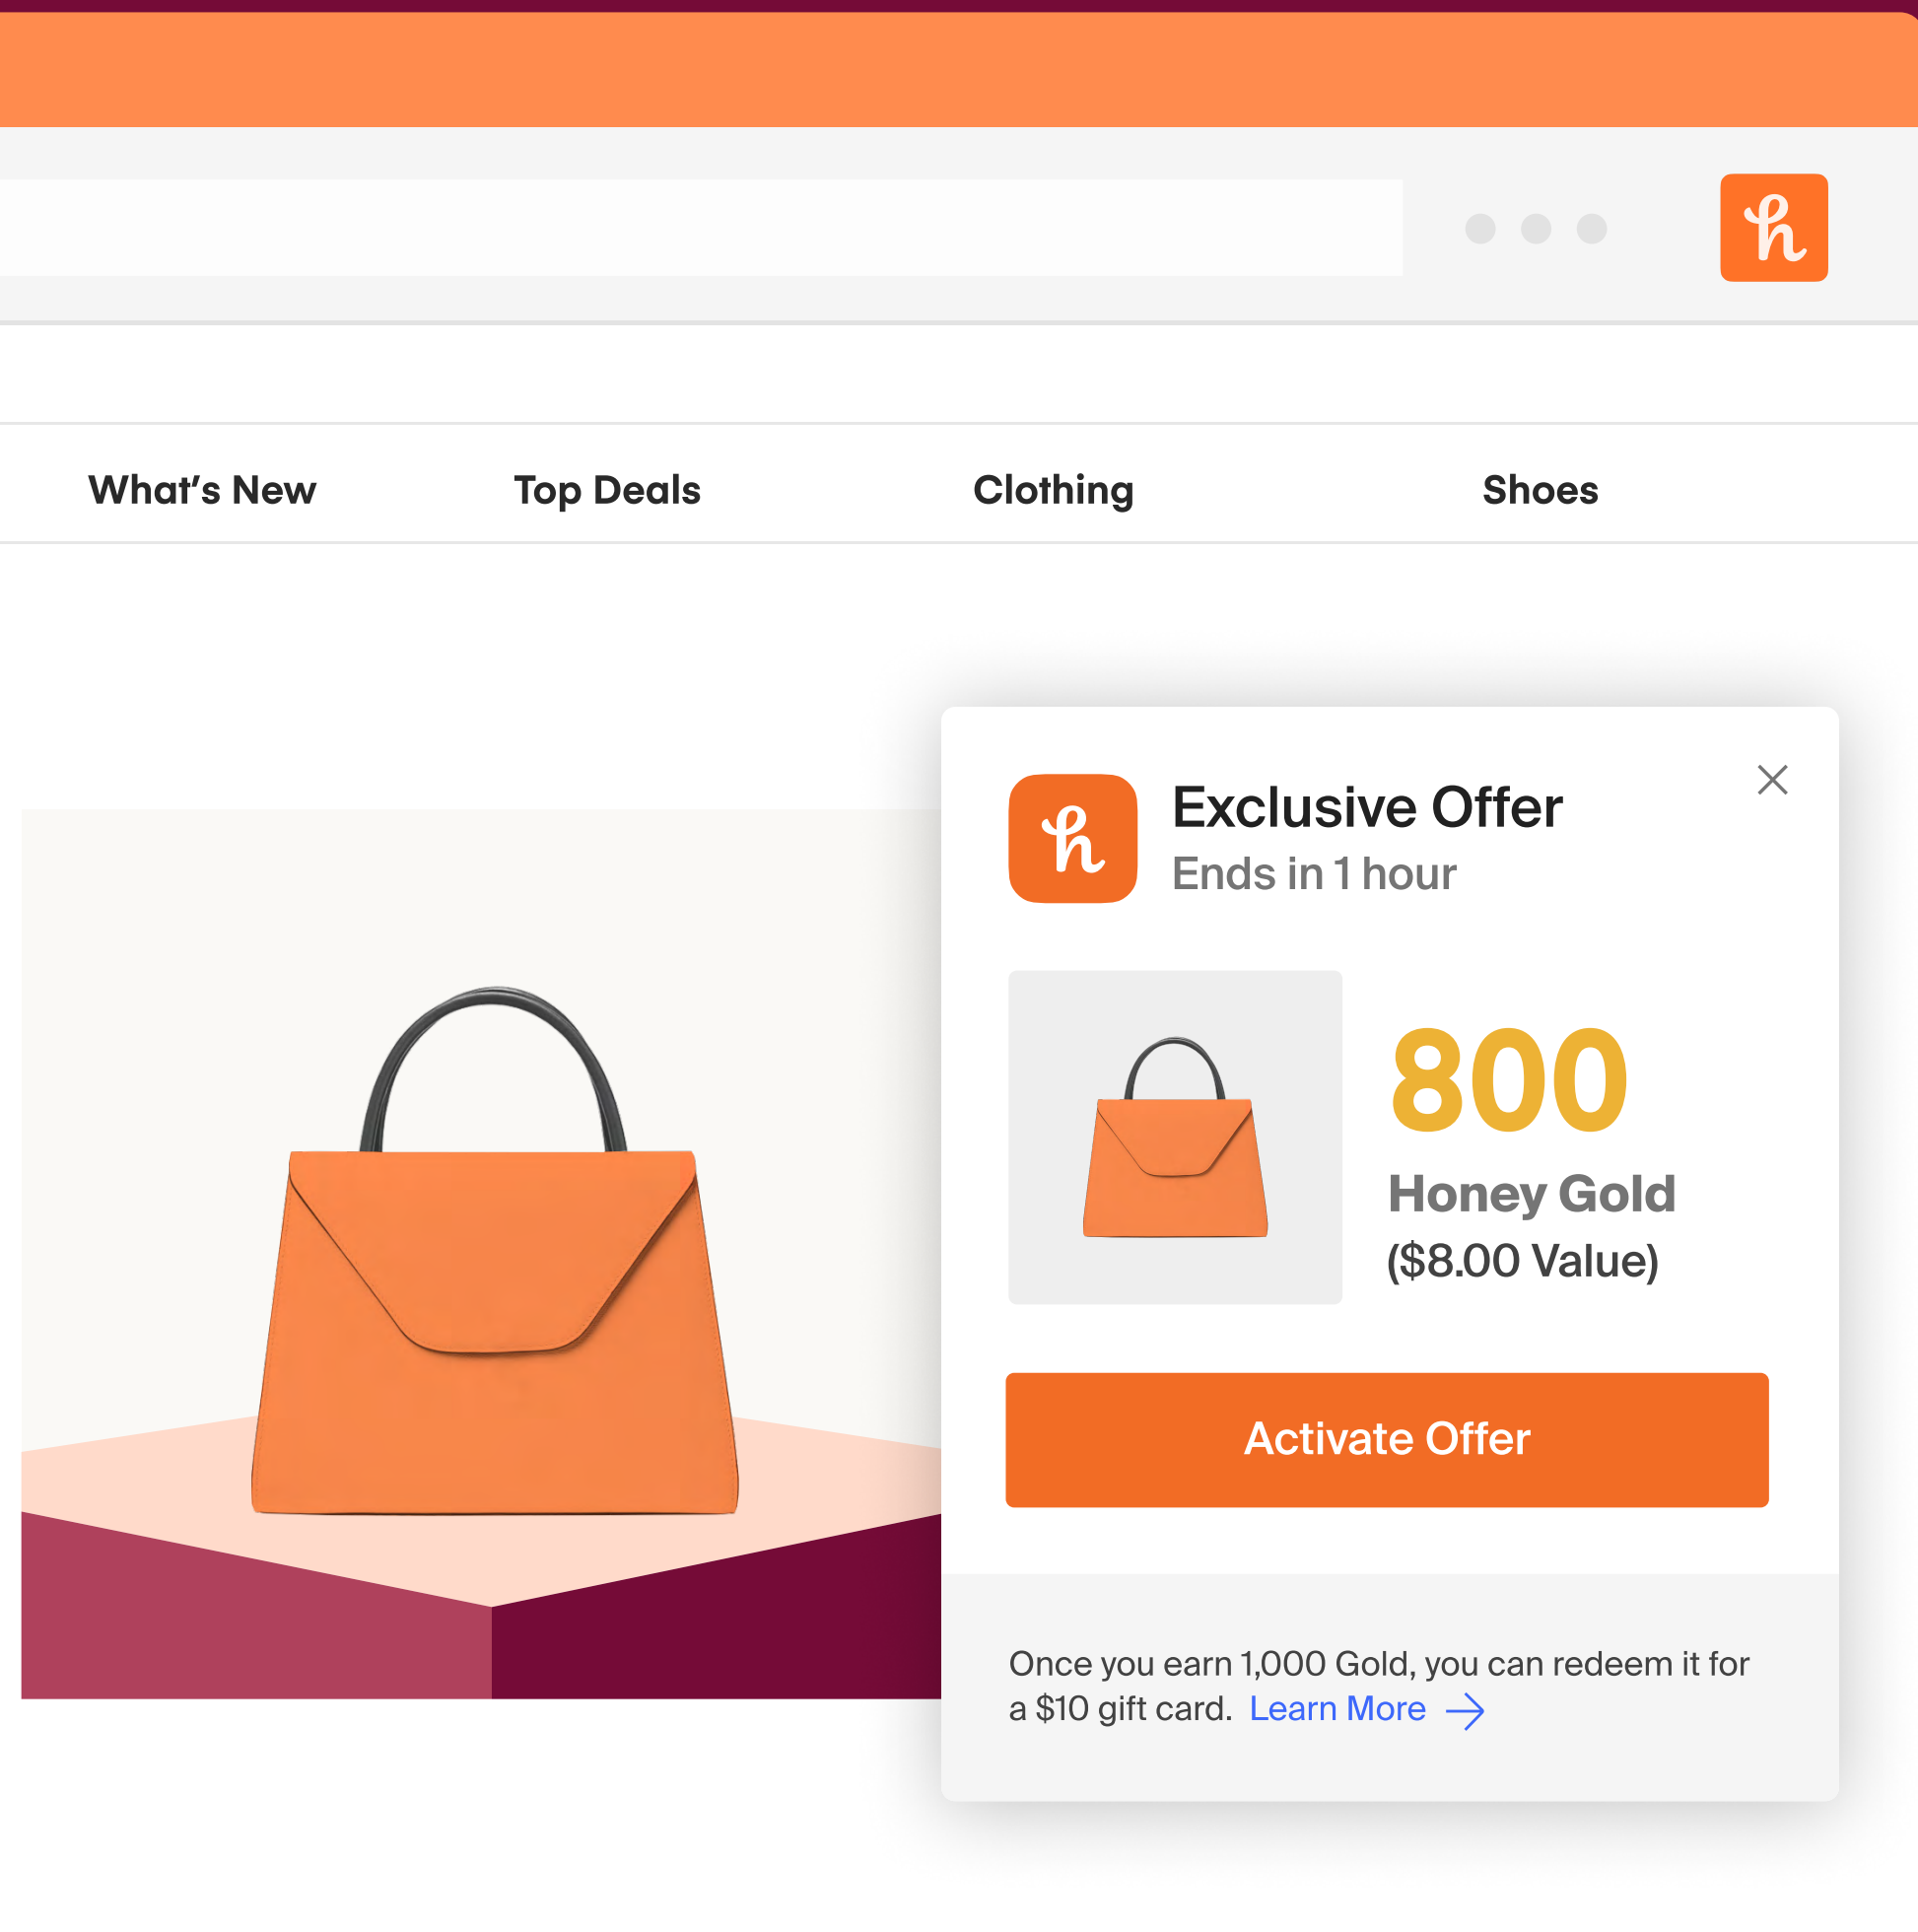 h
What’s New
Top Deals
Clothing
Shoes
h
Exclusive Offer
Ends in 1 hour
800
Honey Gold
($8.00 Value)
Activate Offer
Once you earn 1,000 Gold, you can redeem it for
a $10 gift card. Learn More →